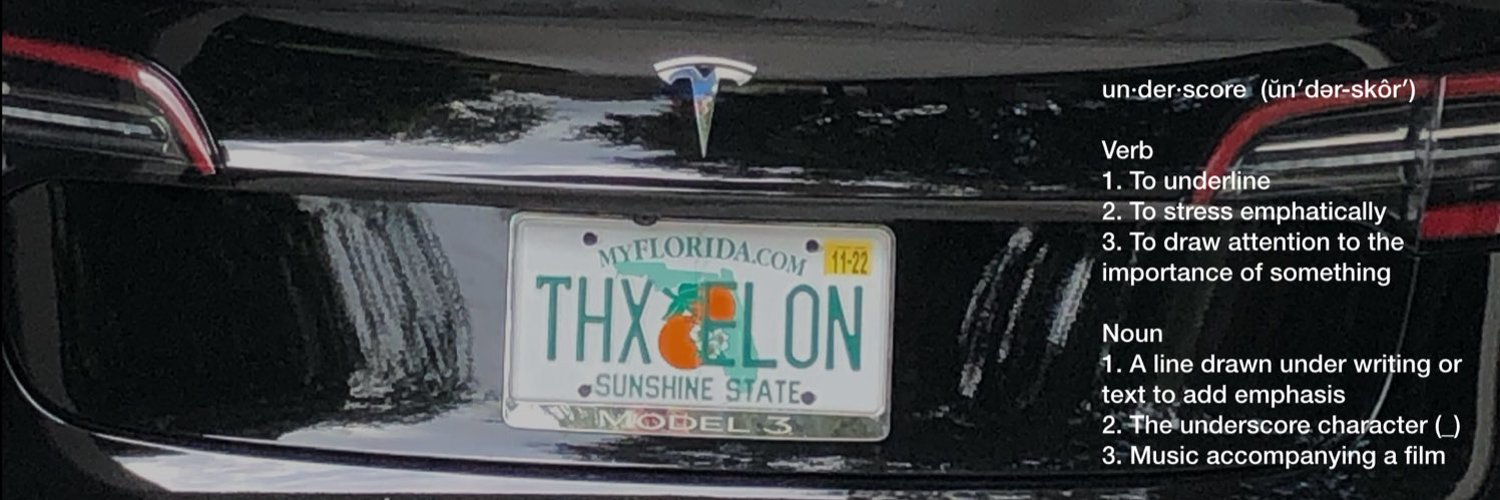 MYFLORIDA.COM
11-22
THX ELON
SUNSHINE STATE
MODEL 3
un·der·score (ŭn′dər-skôr′)
Verb
1. To underline
2. To stress emphatically
3. To draw attention to the
importance of something
Noun
1. A line drawn under writing or
text to add emphasis
2. The underscore character (_)
3. Music accompanying a film